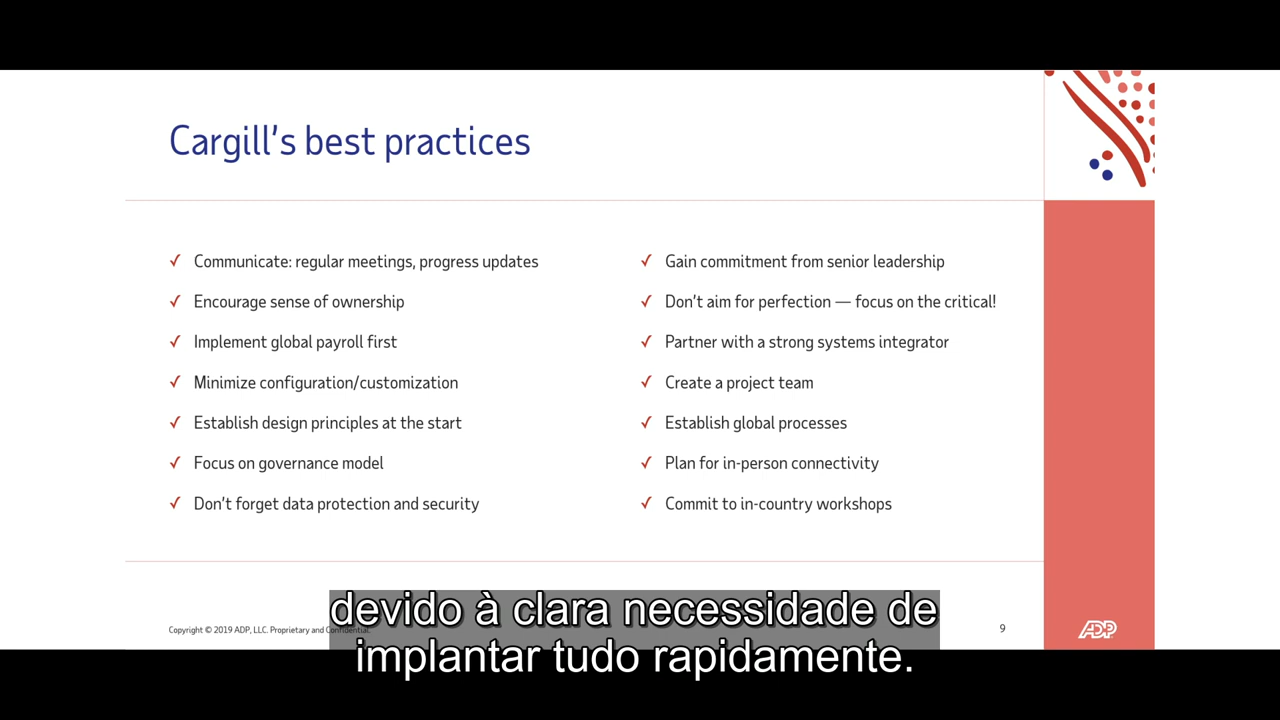 Cargill's best practices
✓ Communicate: regular meetings, progress updates
✓ Encourage sense of ownership
✓ Implement global payroll first
✓ Minimize configuration/customization
✓ Establish design principles at the start
✓ Focus on governance model
✓ Don't forget data protection and security
✓ Gain commitment from senior leadership
✓ Don't aim for perfection — focus on the critical!
✓ Partner with a strong systems integrator
✓ Create a project team
✓ Establish global processes
✓ Plan for in-person connectivity
✓ Commit to in-country workshops
Copyright © 2019 ADP, LLC. Proprietary and Confidential.
9
ADP
devido à clara necessidade de
implantar tudo rapidamente.